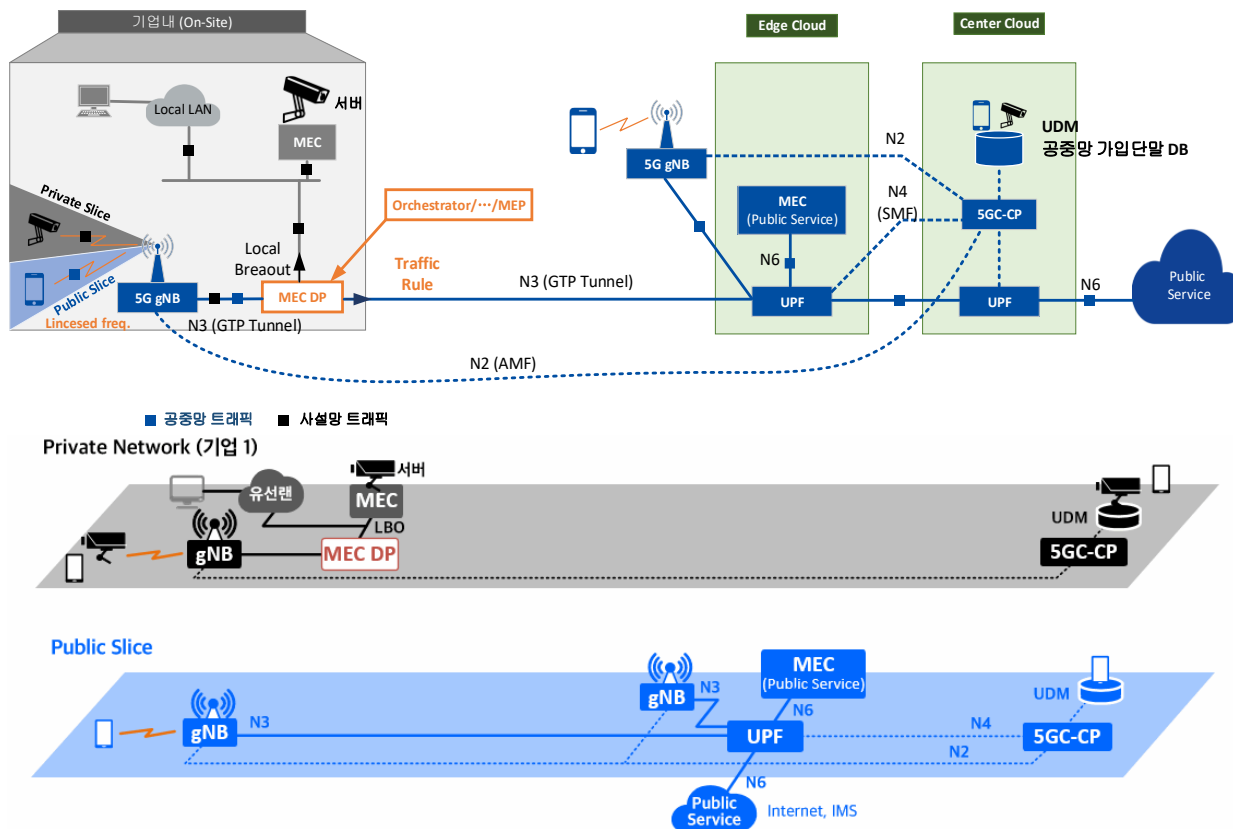 기업내 (On-Site)
Edge Cloud
Center Cloud
Local LAN
서버
MEC
UDM
공중망 가입단말 DB
5G gNB
N2
Private Slice
Orchestrator/···/MEP
MEC
(Public Service)
N4
(SMF)
5GC-CP
Local
Breaout
Traffic
Rule
N6
Public Slice
5G gNB
MEC DP
N3 (GTP Tunnel)
UPF
UPF
N6
Public
Service
Lincesed freq.
N3 (GTP Tunnel)
N2 (AMF)
공중망 트래픽
사설망 트래픽
Private Network (기업 1)
유선랜
서버
MEC
LBO
UDM
gNB
MEC DP
5GC-CP
Public Slice
MEC
(Public Service)
gNB
N3
UDM
N6
gNB
N3
UPF
N4
5GC-CP
N2
N6
Public
Service
Internet, IMS